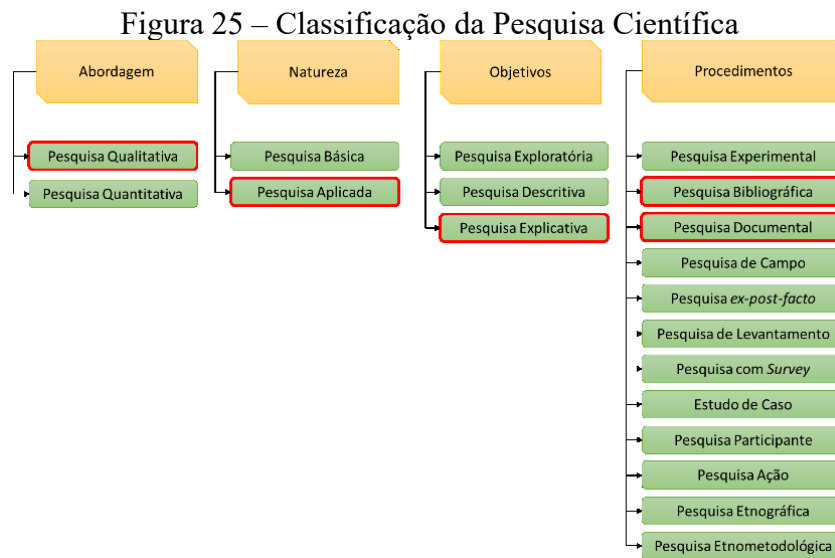 Figura 25 – Classificação da Pesquisa Científica
Abordagem
Pesquisa Qualitativa
Pesquisa Quantitativa
Natureza
Pesquisa Básica
Pesquisa Aplicada
Objetivos
Pesquisa Exploratória
Pesquisa Descritiva
Pesquisa Explicativa
Procedimentos
Pesquisa Experimental
Pesquisa Bibliográfica
Pesquisa Documental
Pesquisa de Campo
Pesquisa ex-post-facto
Pesquisa de Levantamento
Pesquisa com Survey
Estudo de Caso
Pesquisa Participante
Pesquisa Ação
Pesquisa Etnográfica
Pesquisa Etnometodológica